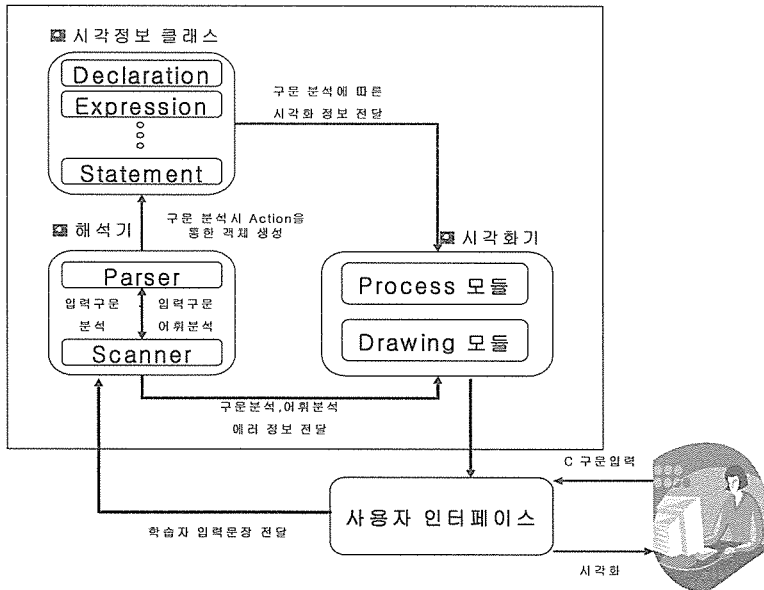 시각정보 클래스
Declaration
Expression
Statement
구문 분석에 따른
시각화 정보 전달
구문 분석시 Action을
통한 객체 생성
해석기
시각화기
Parser
입력구문
분석
입력구문
어휘분석
Scanner
Process 모듈
Drawing 모듈
구문분석,어휘분석
에러 정보 전달
C 구문입력
사용자 인터페이스
학습자 입력문장 전달
시각화